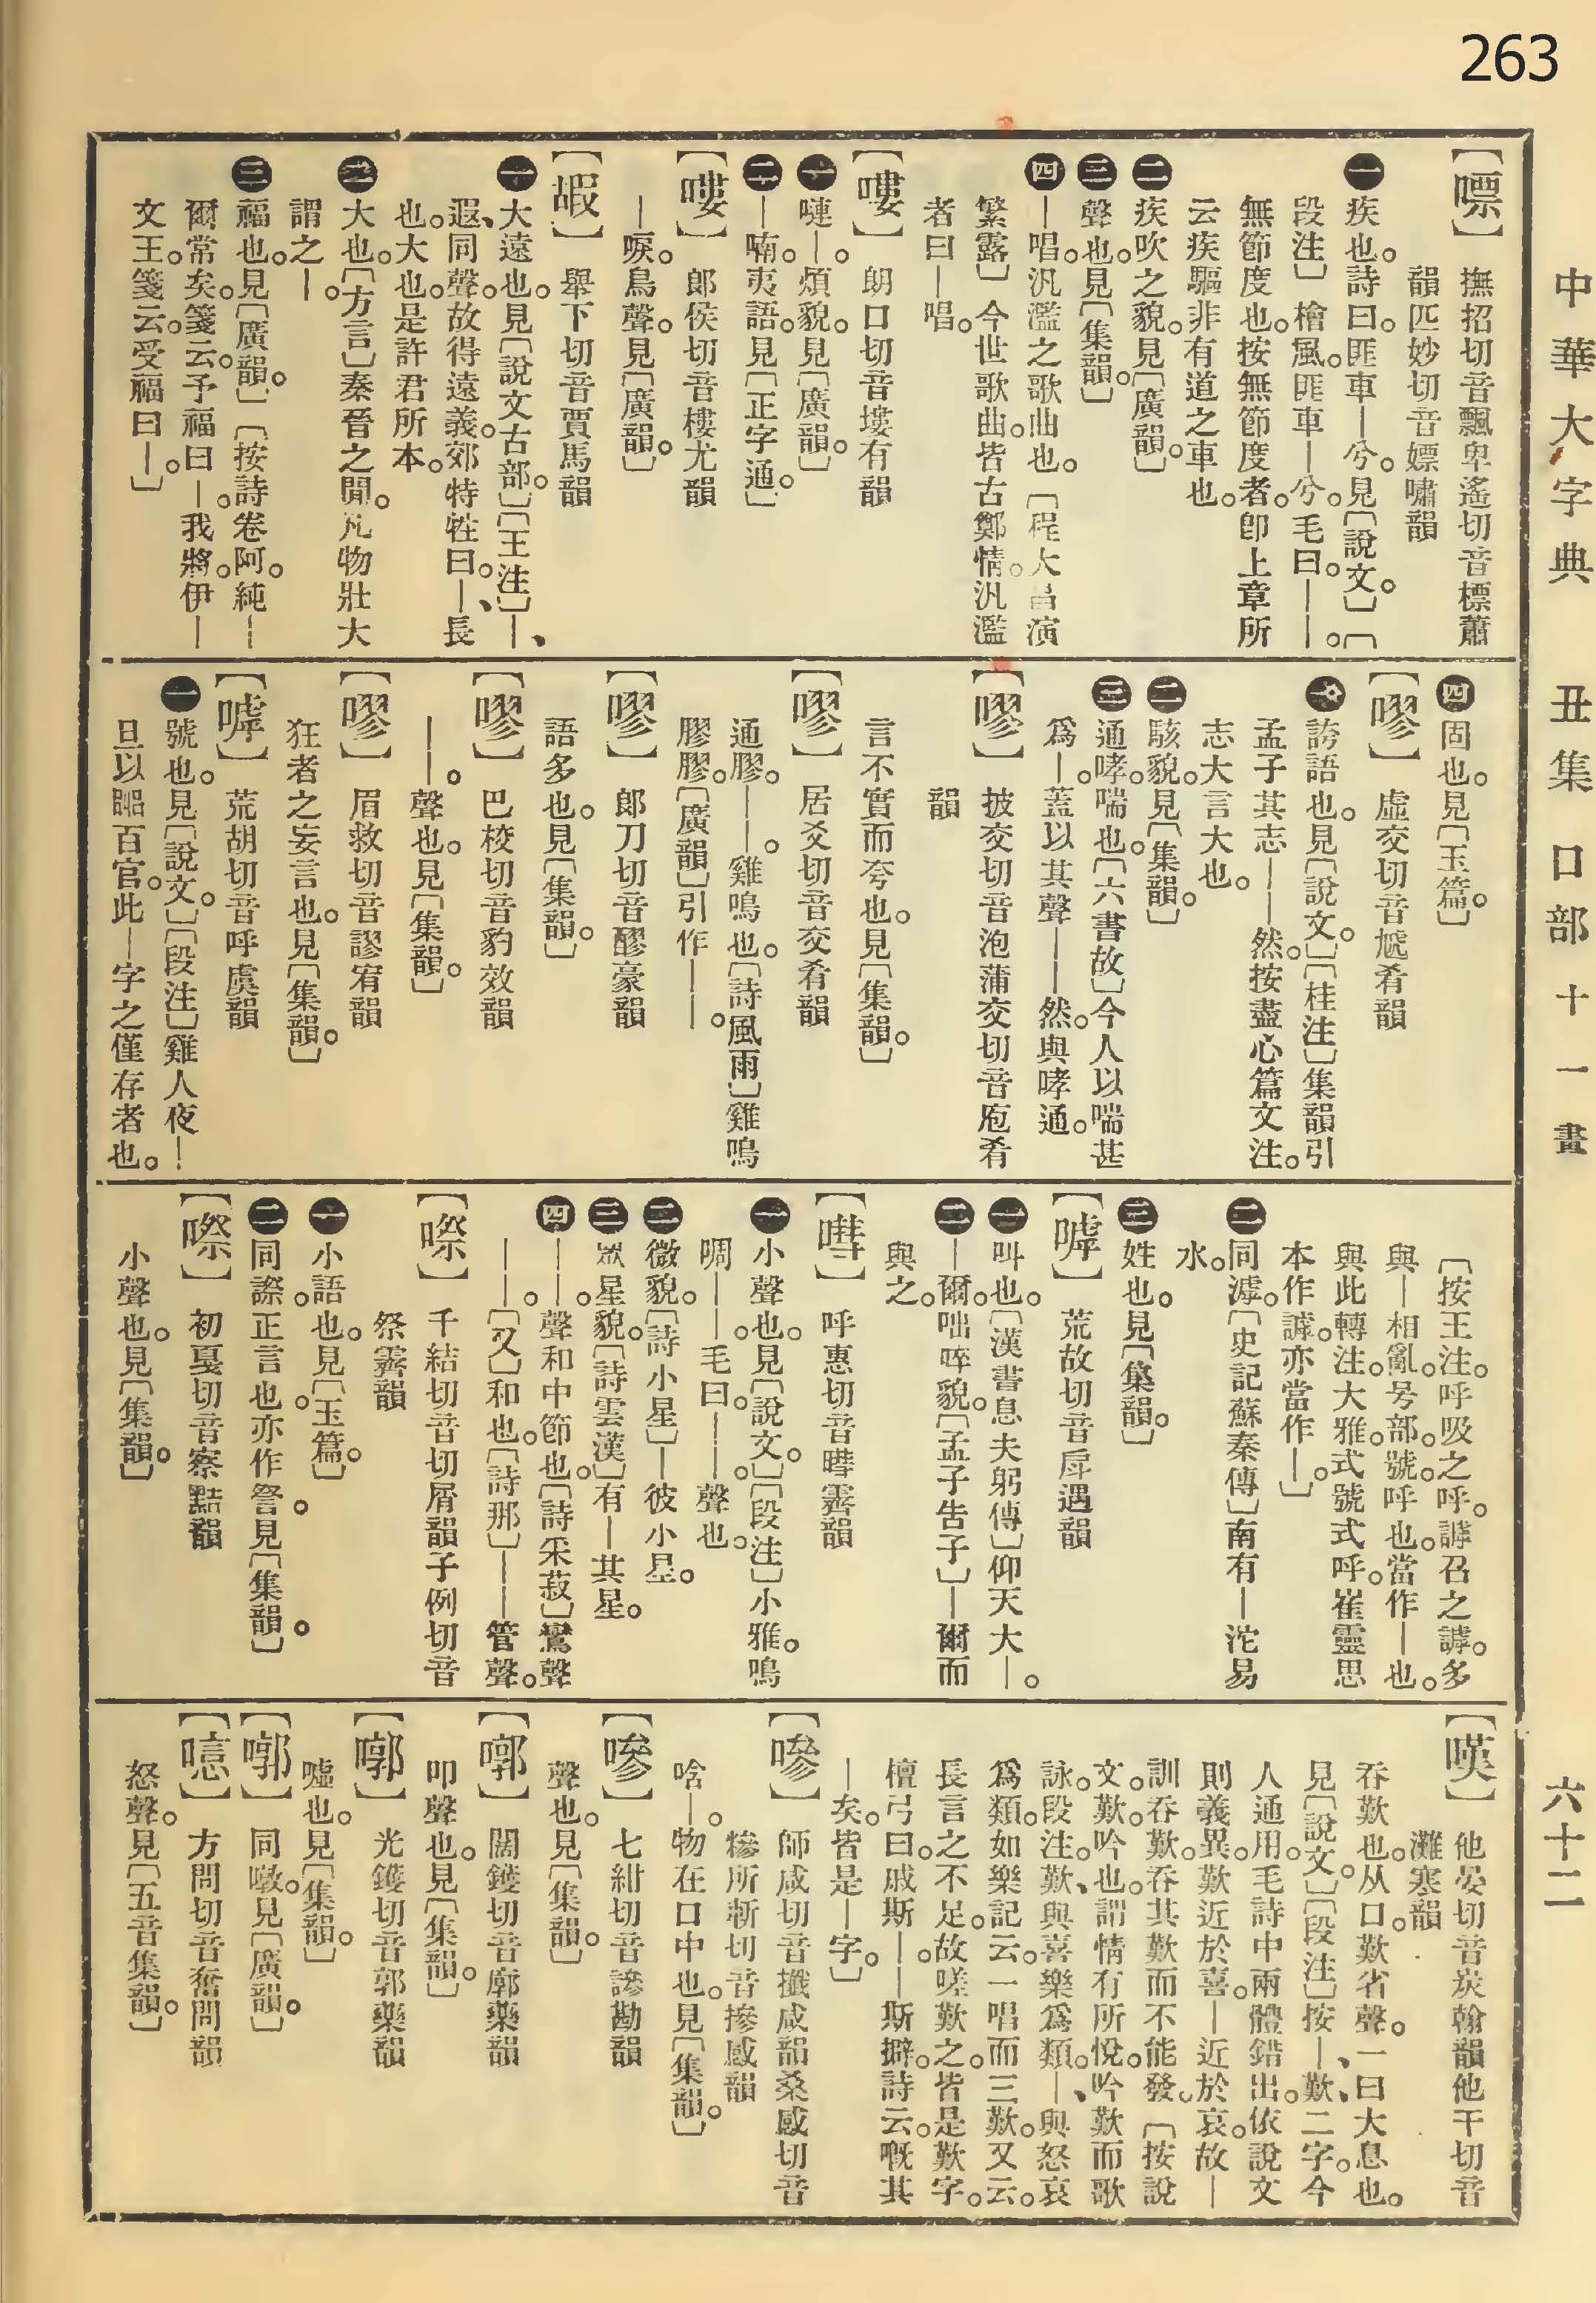 263
中華大字典　丑集　口部　十一畫　六十二
【嘌】撫招切音飄卑遙切音標蕭
韻匹妙切音嫖嘯韻
㊀疾也。詩曰。匪車｜兮。見〔說文。〕〔
段注〕檜風。匪車｜兮。毛曰。｜｜。
無節度也。按無節度者。卽上章所
云疾驅非有道之車也。
㊁疾吹之貌。見〔廣韻。〕
㊂聲也。見〔集韻。〕
㊃｜唱。汎濫之歌曲也。〔程大昌演
繁露〕今世歌曲。皆古鄭情。汎濫
者曰｜唱。
【嘍】朗口切音塿有韻
㊀嗹｜。煩貌。見〔廣韻。〕
㊁｜喃。夷語。見〔正字通。〕
【嘍】郞侯切音樓尤韻
｜唳。鳥聲。見〔廣韻。〕
【嘏】舉下切音賈馬韻
㊀大遠也。見〔說文古部。〕〔王注〕｜、
遐、同聲。故得遠義。郊特牲曰。｜、長
也。大也。是許君所本。
㊁大也。〔方言〕秦晉之閒。凡物壯大
謂之｜。
㊂福也。見〔廣韻。〕〔按詩卷阿。純｜
爾常矣。箋云。予福曰｜。我將。伊｜
文王。箋云。受福曰｜。〕
㊃固也。見〔玉篇。〕
【嘐】虛交切音虓肴韻
㊀誇語也。見〔說文。〕〔桂注〕集韻引
孟子其志｜｜然。按盡心篇文。注。
志大言大也。
㊁駭貌。見〔集韻。〕
㊂通哮。喘也。〔六書故〕今人以喘甚
爲｜。蓋以其聲｜｜然。與哮通。
【嘐】披交切音泡蒲交切音庖肴
韻
言不實而夸也。見〔集韻。〕
【嘐】居爻切音交肴韻
通膠。｜｜。雞鳴也。〔詩風雨〕雞鳴
膠膠。〔廣韻〕引作｜｜。
【嘐】郞刀切音醪豪韻
語多也。見〔集韻。〕
【嘐】巴校切音豹效韻
｜｜。聲也。見〔集韻。〕
【嘐】眉救切音謬宥韻
狂者之妄言也。見〔集韻。〕
【嘑】荒胡切音呼虞韻
㊀號也。見〔說文。〕〔段注〕雞人夜｜
旦以嘂百官。此｜字之僅存者也。
〔按王注。呼吸之呼。謼召之謼。多
與｜相亂。号部。號。呼也。當作｜也。
與此轉注。大雅。式號式呼。崔靈恩
本作謼。亦當作｜。〕
㊁同滹。〔史記蘇秦傳〕南有｜沱易
水。
㊂姓也。見〔集韻。〕
【嘑】荒故切音戽遇韻
㊀叫也。〔漢書息夫躬傳〕仰天大｜。
㊁｜爾。咄啐貌。〔孟子告子〕｜爾而
與之。
【嘒】呼惠切音暳霽韻
㊀小聲也。見〔說文。〕〔段注〕小雅。鳴
蜩｜｜。毛曰。｜｜。聲也。
㊁微貌。〔詩小星〕｜彼小星。
㊂眾星貌。〔詩雲漢〕有｜其星。
㊃｜｜。聲和中節也。〔詩采菽〕鸞聲
｜｜。〔又〕和也。〔詩那〕｜｜管聲。
【嚓】千結切音切屑韻子例切音
祭霽韻
㊀小語也。見〔玉篇。〕
㊁同𧫕。正言也。亦作詧。見〔集韻。〕
【嚓】初戛切音察黠韻
小聲也。見〔集韻。〕
【嘆】他晏切音炭翰韻他干切音
灘寒韻
吞歎也。从口。歎省聲。一曰大息也。
見〔說文。〕〔段注〕按｜、歎、二字。今
人通用。毛詩中兩體錯出。依說文
則義異。歎近於喜。｜近於哀。故｜
訓吞歎。吞其歎而不能發。〔按說
文。歎。吟也。謂情有所悅。吟歎而歌
詠。段注。歎、與喜樂爲類。｜、與怒哀
爲類。如樂記云。一唱而三歎。又云。
長言之不足。故嗟歎之。皆是歎字。
檀弓曰。戚斯｜。｜斯擗。詩云。嘅其
｜矣。皆是｜字。〕
【嘇】師咸切音攕咸韻桑感切音
糝所斬切音摻感韻
唅｜。物在口中也。見〔集韻。〕
【嘇】七紺切音謲勘韻
聲也。見〔集韻。〕
【嘟】闊鑊切音廓藥韻
叩聲也。見〔集韻。〕
【嘟】光鑊切音郭藥韻
噓也。見〔集韻。〕
【嘟】同噋。見〔廣韻。〕
【噫】方問切音奮問韻
怒聲。見〔五音集韻。〕